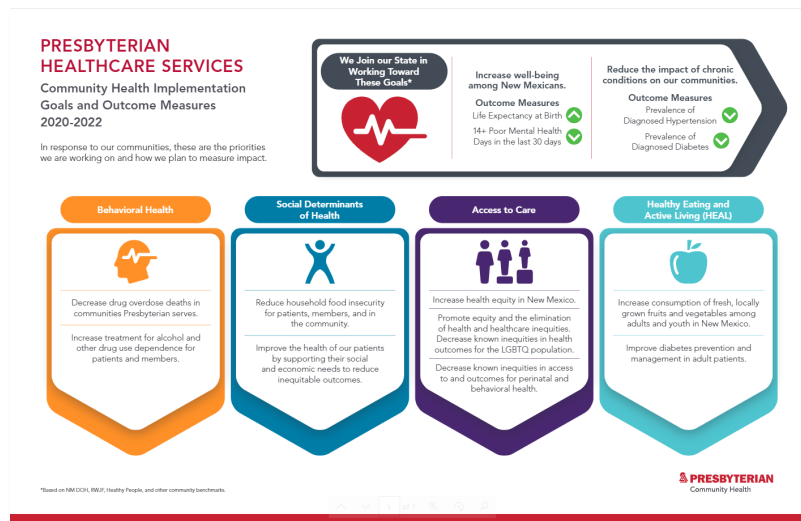 PRESBYTERIAN
HEALTHCARE SERVICES
Community Health Implementation
Goals and Outcome Measures
2020-2022
In response to our communities, these are the priorities
we are working on and how we plan to measure impact.
We Join our State in
Working Toward
These Goals*
Increase well-being
among New Mexicans.
Outcome Measures
Life Expectancy at Birth
14+ Poor Mental Health
Days in the last 30 days
Reduce the impact of chronic
conditions on our communities.
Outcome Measures
Prevalence of
Diagnosed Hypertension
Prevalence of
Diagnosed Diabetes
Behavioral Health
Decrease drug overdose deaths in
communities Presbyterian serves.
Increase treatment for alcohol and
other drug use dependence for
patients and members.
Social Determinants
of Health
Reduce household food insecurity
for patients, members, and in
the community.
Improve the health of our patients
by supporting their social
and economic needs to reduce
inequitable outcomes.
Access to Care
Increase health equity in New Mexico.
Promote equity and the elimination
of health and healthcare inequities.
Decrease known inequities in health
outcomes for the LGBTQ population.
Decrease known inequities in access
to and outcomes for perinatal and
behavioral health.
Healthy Eating and
Active Living (HEAL)
Increase consumption of fresh, locally
grown fruits and vegetables among
adults and youth in New Mexico.
Improve diabetes prevention and
management in adult patients.
*Based on NM DOH, RWJF, Healthy People, and other community benchmarks.
PRESBYTERIAN
Community Health